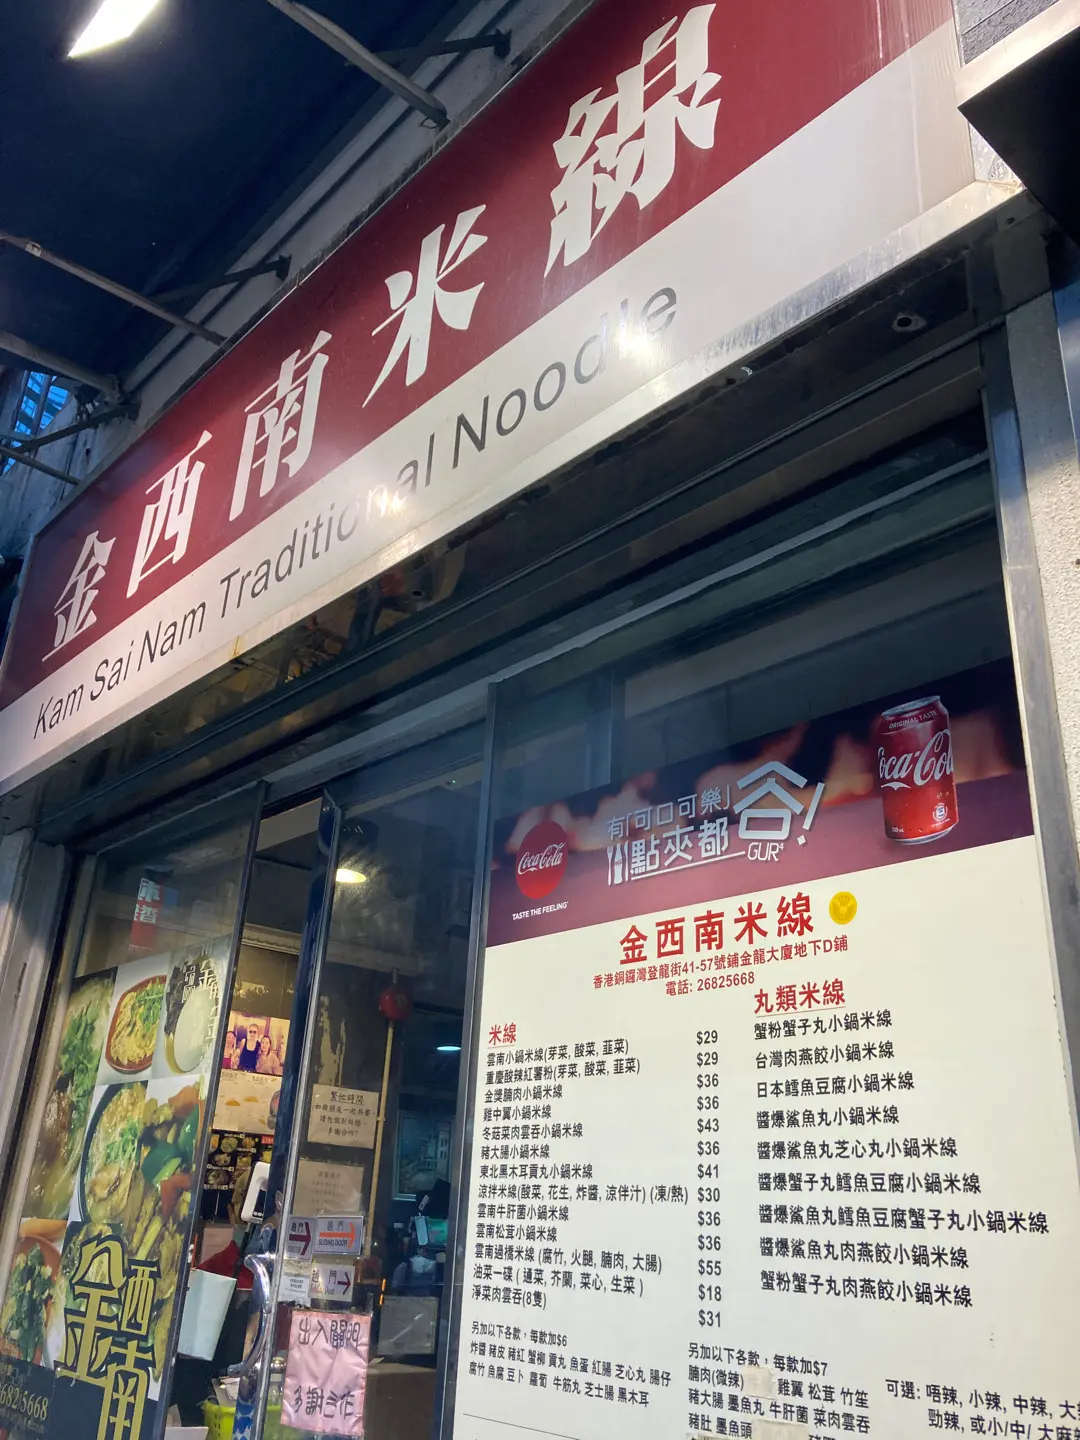 金西南米線
Kam Sai Nam Traditional Noodle
ORIGINAL TASTE
Coca-Cola
有「可口可樂」
點夾都谷!
GUR⁴
Coca-Cola
TASTE THE FEELING
金西南米線
香港銅鑼灣登龍街41-57號鋪金龍大廈地下D鋪
電話: 26825668
米線
雲南小鍋米線(芽菜, 酸菜, 韮菜) $29
重慶酸辣紅薯粉(芽菜, 酸菜, 韮菜) $29
金獎腩肉小鍋米線 $36
雞中翼小鍋米線 $36
冬菇菜肉雲吞小鍋米線 $43
豬大腸小鍋米線 $36
東北黑木耳貢丸小鍋米線 $41
涼拌米線(酸菜, 花生, 炸醬, 涼伴汁) (凍/熱) $30
雲南牛肝菌小鍋米線 $36
雲南松茸小鍋米線 $36
雲南過橋米線 (腐竹, 火腿, 腩肉, 大腸) $55
油菜一碟 ( 通菜, 芥蘭, 菜心, 生菜 ) $18
淨菜肉雲吞(8隻) $31
另加以下各款，每款加$6
炸醬 豬皮 豬紅 蟹柳 貢丸 魚蛋 紅腸 芝心丸 腸仔
腐竹 魚腐 豆卜 蘿蔔 牛筋丸 芝士腸 黑木耳
丸類米線
蟹粉蟹子丸小鍋米線
台灣肉燕餃小鍋米線
日本鱈魚豆腐小鍋米線
醬爆鯊魚丸小鍋米線
醬爆鯊魚丸芝心丸小鍋米線
醬爆蟹子丸鱈魚豆腐小鍋米線
醬爆鯊魚丸鱈魚豆腐蟹子丸小鍋米線
醬爆鯊魚丸肉燕餃小鍋米線
蟹粉蟹子丸肉燕餃小鍋米線
另加以下各款，每款加$7
腩肉(微辣) 雞翼 松茸 竹笙
豬大腸 墨魚丸 牛肝菌 菜肉雲吞
豬肚 墨魚頭
可選: 唔辣, 小辣, 中辣, 大
勁辣, 或小/中/ 大麻
繁忙時間
多謝合作!
SLIDING DOOR
出入關門
多謝合作
金西南